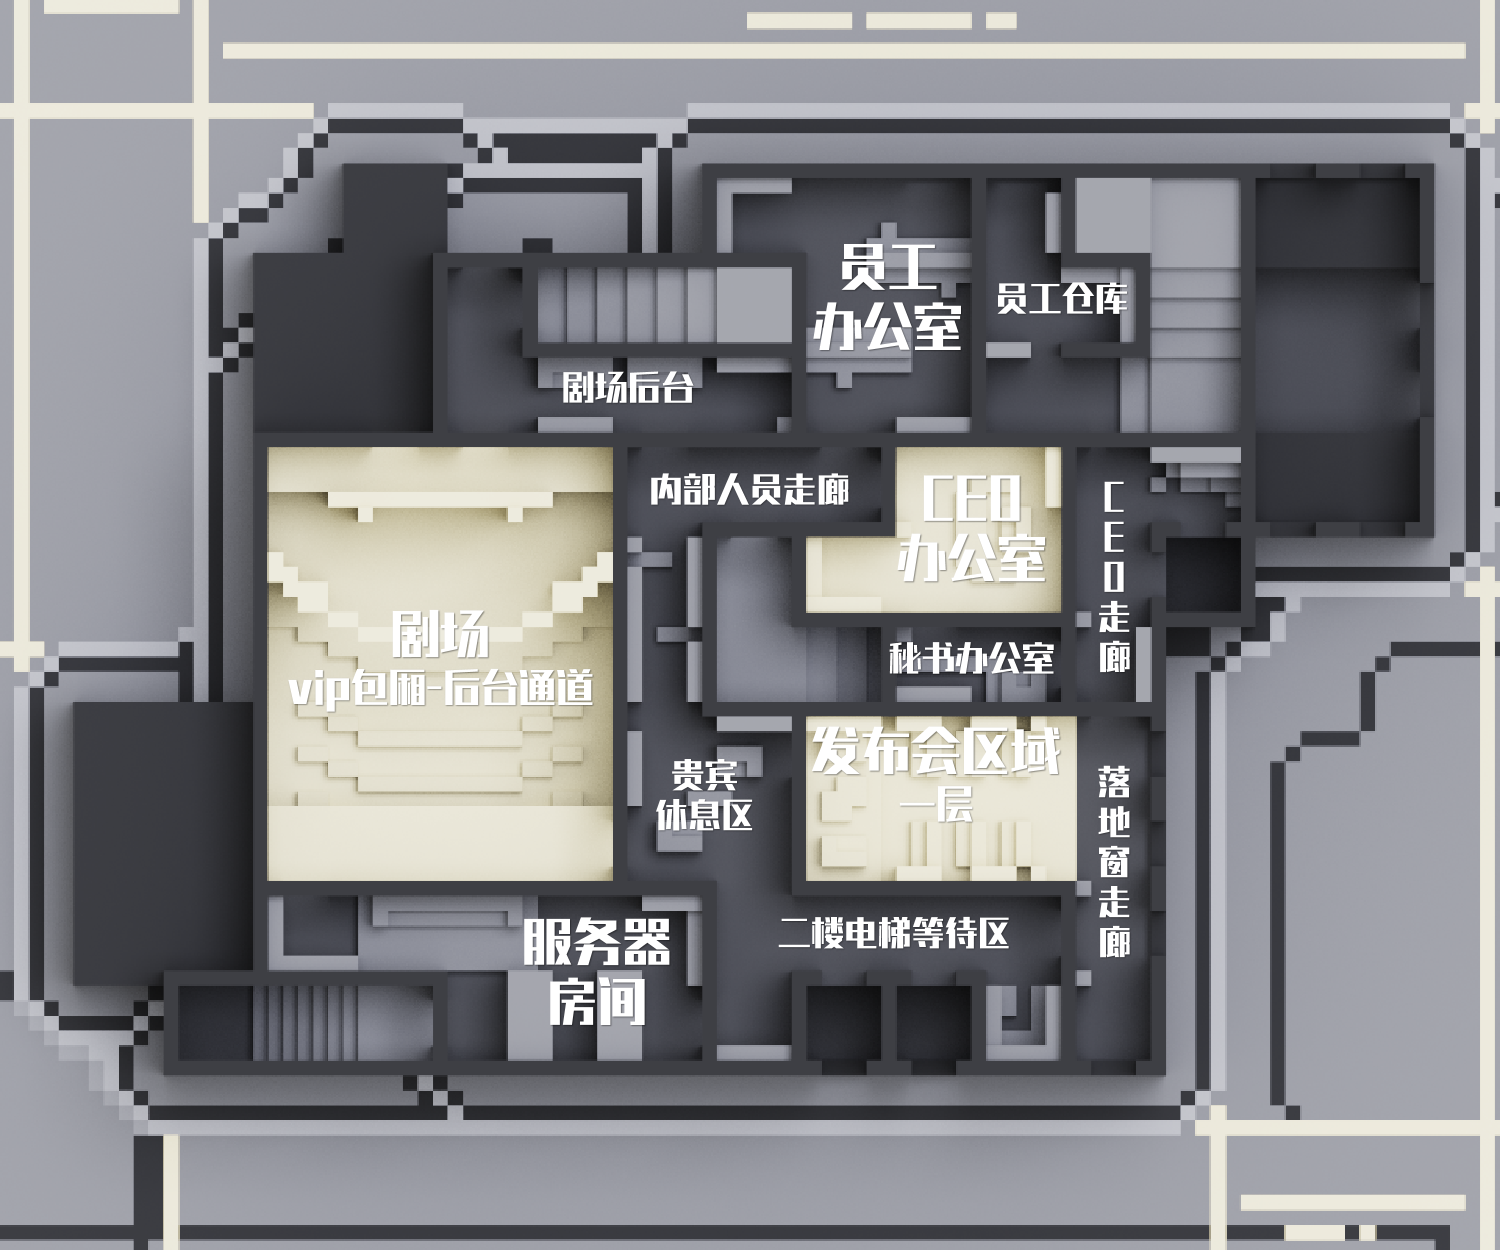 员工
办公室
员工仓库
剧场后台
内部人员走廊
CEO
办公室
CEO走廊
剧场
vip包厢-后台通道
秘书办公室
发布会区域
一层
贵宾
休息区
落地窗走廊
服务器
房间
二楼电梯等待区